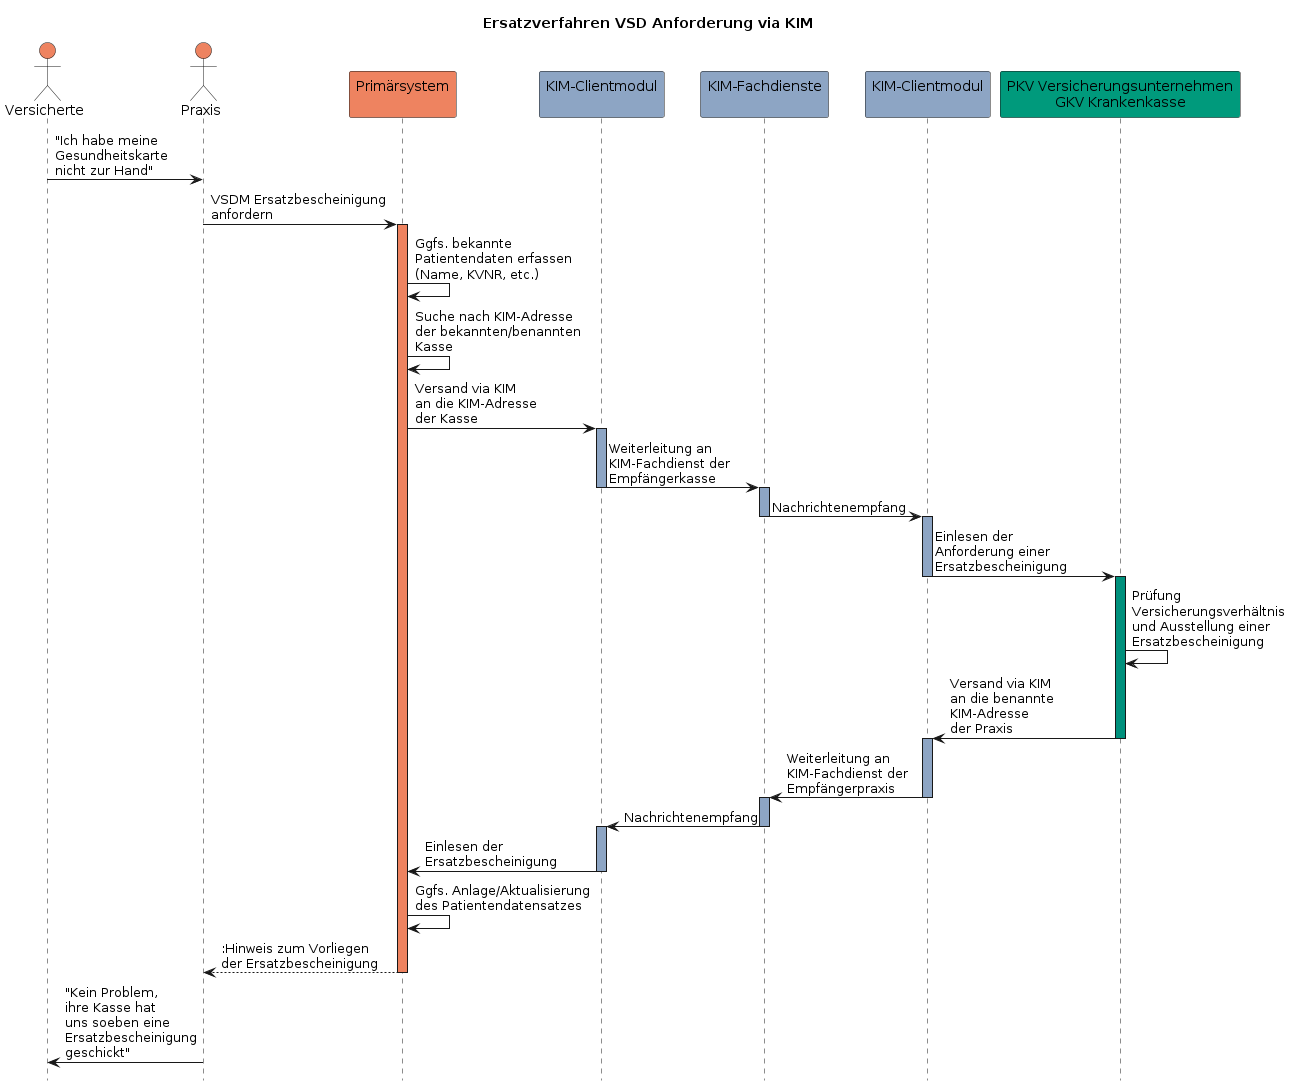 Ersatzverfahren VSD Anforderung via KIM
Versicherte
Praxis
Primärsystem
KIM-Clientmodul
KIM-Fachdienste
KIM-Clientmodul
PKV Versicherungsunternehmen
GKV Krankenkasse
"Ich habe meine
Gesundheitskarte
nicht zur Hand"
VSDM Ersatzbescheinigung
anfordern
Ggfs. bekannte
Patientendaten erfassen
(Name, KVNR, etc.)
Suche nach KIM-Adresse
der bekannten/benannten
Kasse
Versand via KIM
an die KIM-Adresse
der Kasse
Weiterleitung an
KIM-Fachdienst der
Empfängerkasse
Nachrichtenempfang
Einlesen der
Anforderung einer
Ersatzbescheinigung
Prüfung
Versicherungsverhältnis
und Ausstellung einer
Ersatzbescheinigung
Versand via KIM
an die benannte
KIM-Adresse
der Praxis
Weiterleitung an
KIM-Fachdienst der
Empfängerpraxis
Nachrichtenempfang
Einlesen der
Ersatzbescheinigung
Ggfs. Anlage/Aktualisierung
des Patientendatensatzes
:Hinweis zum Vorliegen
der Ersatzbescheinigung
"Kein Problem,
ihre Kasse hat
uns soeben eine
Ersatzbescheinigung
geschickt"